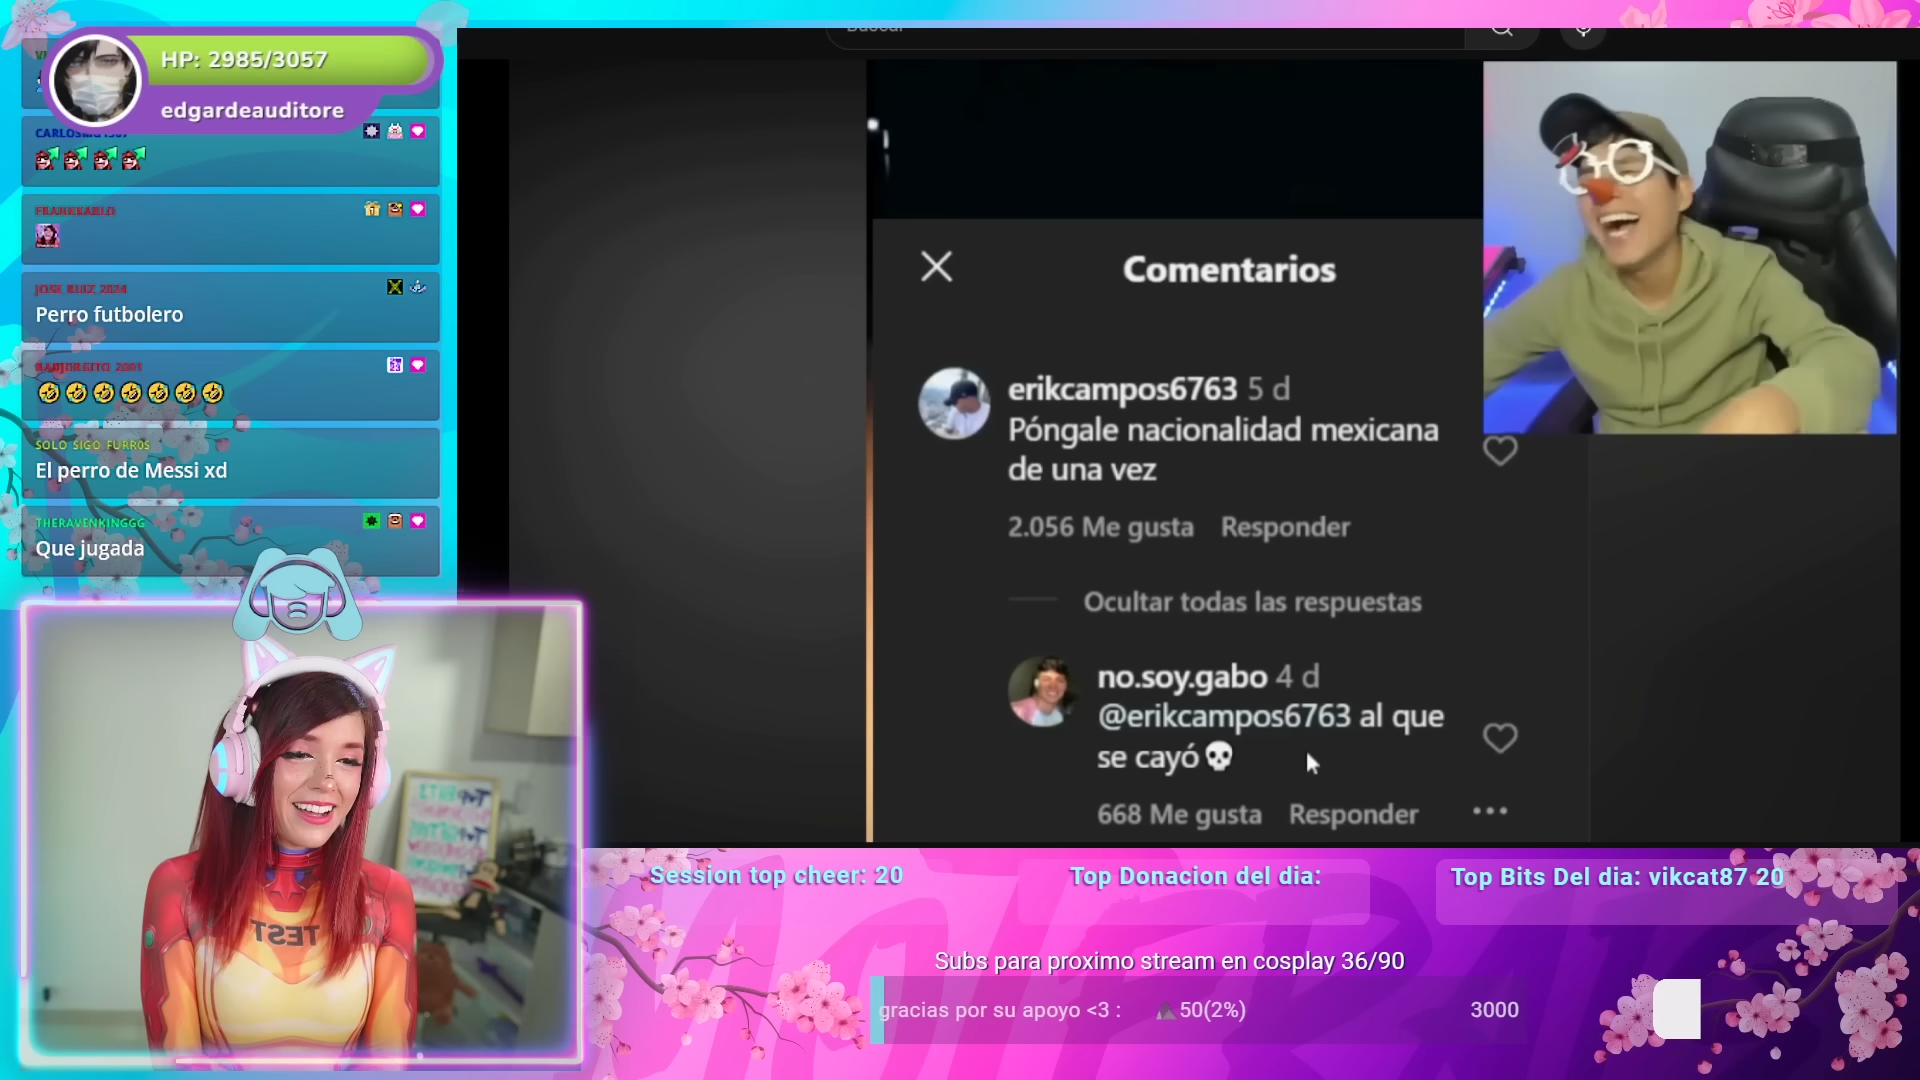 Buscar
HP: 2985/3057
edgardeauditore
FRANKKARLO
JOSE_RUIZ_2024
Perro futbolero
SOLO_SIGO_FURR0S
El perro de Messi xd
THERAVENKINGGG
Que jugada
Comentarios
erikcampos6763 5 d
Póngale nacionalidad mexicana
de una vez
2.056 Me gusta Responder
Ocultar todas las respuestas
no.soy.gabo 4 d
@erikcampos6763 al que
se cayó💀
668 Me gusta Responder
TEST
Session top cheer: 20
Top Donacion del dia:
Top Bits Del dia: vikcat87 20
Subs para proximo stream en cosplay 36/90
gracias por su apoyo <3 : 50(2%) 3000